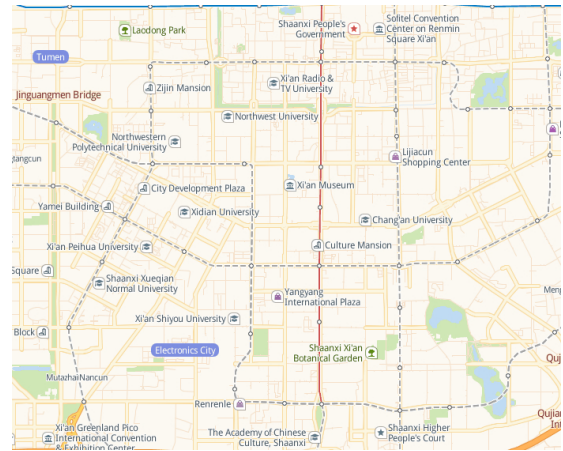 Shaanxi People's
Government
Sofitel Convention
Center on Renmin
Square Xi'an
Laodong Park
Tumen
Xi'an Radio &
TV University
Zijin Mansion
Jinguangmen Bridge
Northwest University
Northwestern
Polytechnical University
Lijiacun
Shopping Center
City Development Plaza
Xi'an Museum
Yamei Building
Xidian University
Chang'an University
Xi'an Peihua University
Culture Mansion
Square
Shaanxi Xueqian
Normal University
Yangyang
International Plaza
Xi'an Shiyou University
Block
Electronics City
Shaanxi Xi'an
Botanical Garden
MutazhaiNancun
Renrenle
Xi'an Greenland Pico
International Convention
& Exhibition Center
The Academy of Chinese
Culture, Shaanxi
Shaanxi Higher
People's Court